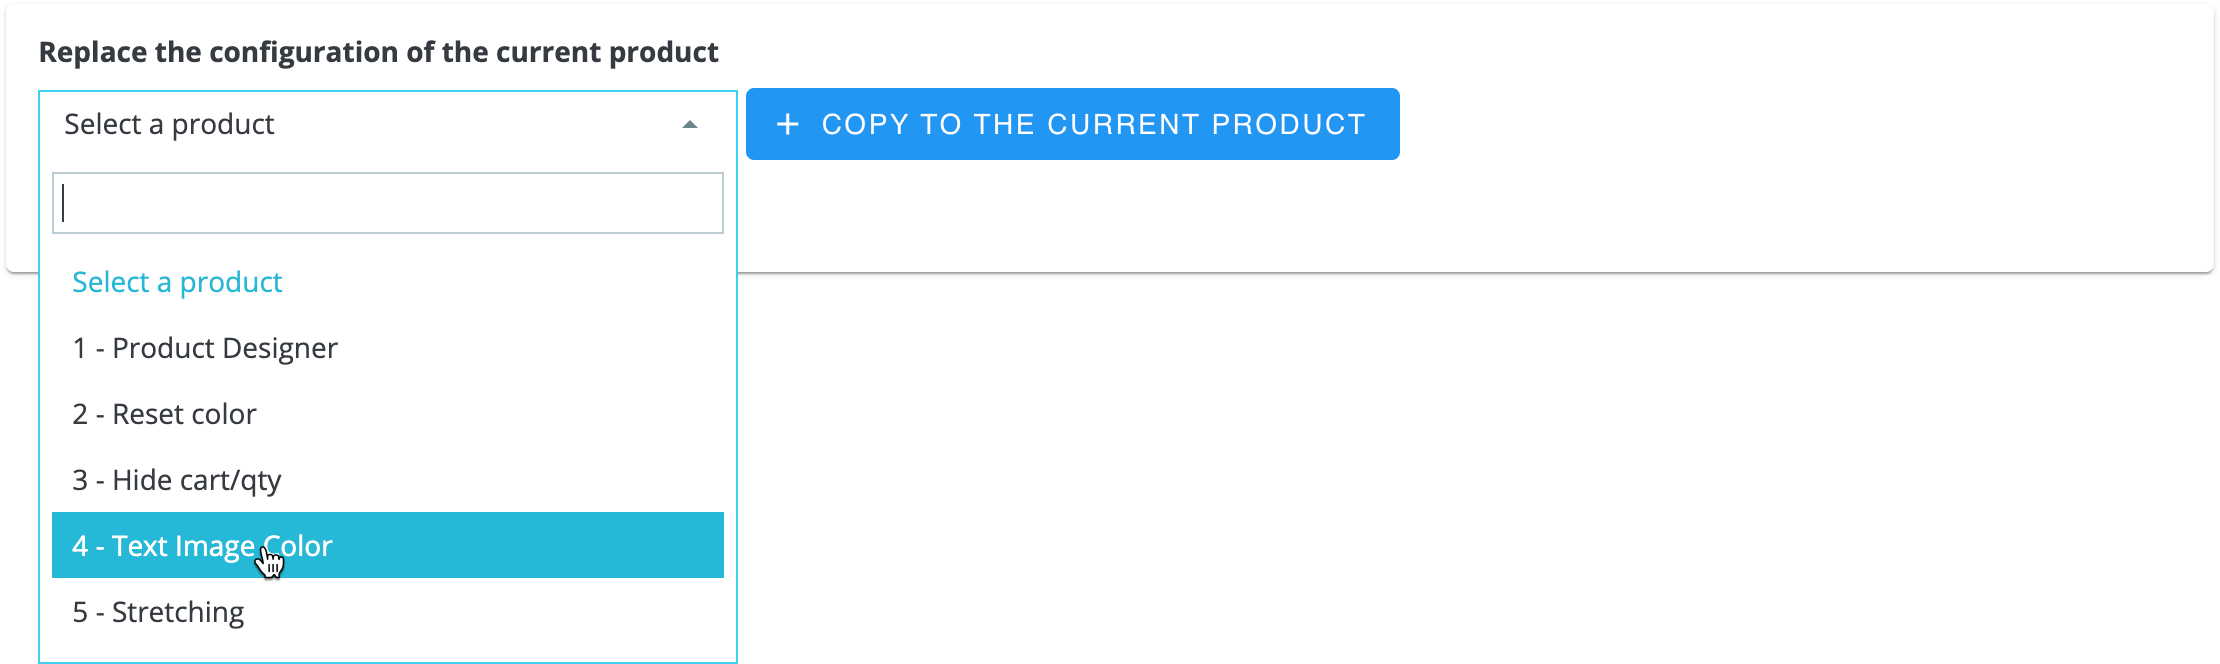 Replace the configuration of the current product
Select a product
+ COPY TO THE CURRENT PRODUCT
Select a product
1 - Product Designer
2 - Reset color
3 - Hide cart/qty
4 - Text Image Color
5 - Stretching